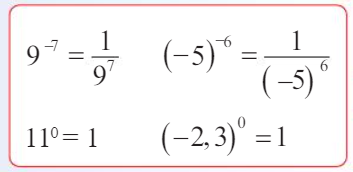 9⁻⁷ = 1/9⁷    (−5)⁻⁶ = 1/(−5)⁶
11⁰ = 1    (−2,3)⁰ = 1